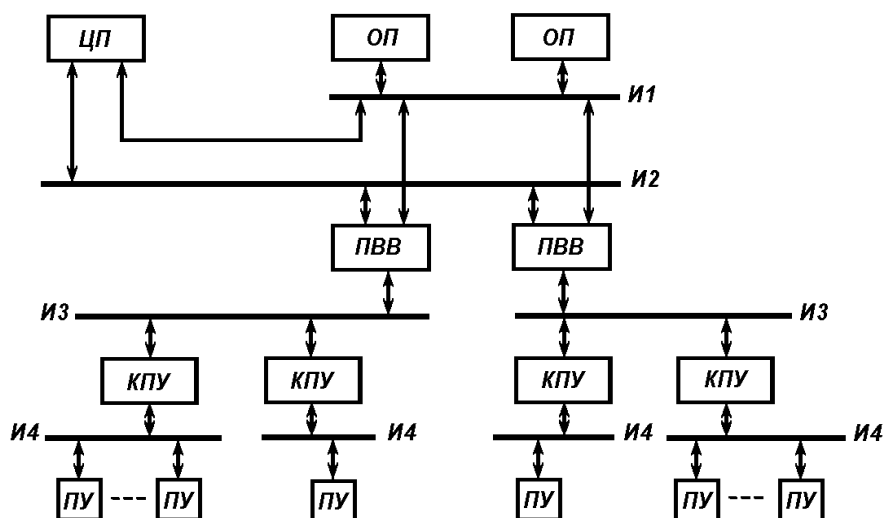 ЦП ОП ОП
И1
И2
ПВВ ПВВ
И3 И3
КПУ КПУ КПУ КПУ
И4 И4 И4 И4
ПУ --- ПУ ПУ ПУ ПУ --- ПУ